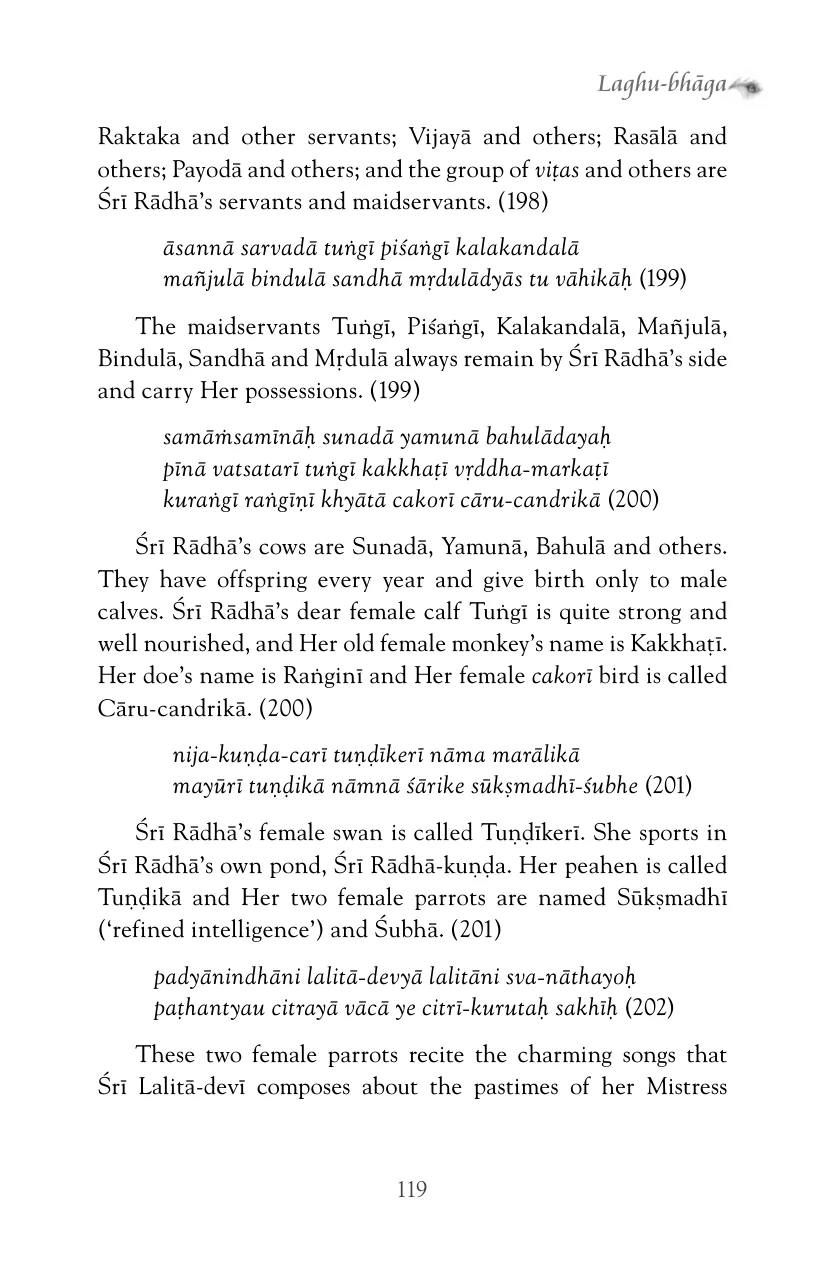 Laghu-bhāga
Raktaka and other servants; Vijayā and others; Rasālā and
others; Payodā and others; and the group of viṭas and others are
Śrī Rādhā’s servants and maidservants. (198)
āsannā sarvadā tuṅgī piśaṅgī kalakandalā
mañjulā bindulā sandhā mṛdulādyās tu vāhikāḥ (199)
The maidservants Tuṅgī, Piśaṅgī, Kalakandalā, Mañjulā,
Bindulā, Sandhā and Mṛdulā always remain by Śrī Rādhā’s side
and carry Her possessions. (199)
samāṁsamīnāḥ sunadā yamunā bahulādayaḥ
pīnā vatsatarī tuṅgī kakkhaṭī vṛddha-markaṭī
kuraṅgī raṅgīṇī khyātā cakorī cāru-candrikā (200)
Śrī Rādhā’s cows are Sunadā, Yamunā, Bahulā and others.
They have offspring every year and give birth only to male
calves. Śrī Rādhā’s dear female calf Tuṅgī is quite strong and
well nourished, and Her old female monkey’s name is Kakkhaṭī.
Her doe’s name is Raṅginī and Her female cakorī bird is called
Cāru-candrikā. (200)
nija-kuṇḍa-carī tuṇḍīkerī nāma marālikā
mayūrī tuṇḍikā nāmnā śārike sūkṣmadhī-śubhe (201)
Śrī Rādhā’s female swan is called Tuṇḍīkerī. She sports in
Śrī Rādhā’s own pond, Śrī Rādhā-kuṇḍa. Her peahen is called
Tuṇḍikā and Her two female parrots are named Sūkṣmadhī
(‘refined intelligence’) and Śubhā. (201)
padyānindhāni lalitā-devyā lalitāni sva-nāthayoḥ
paṭhantyau citrayā vācā ye citrī-kurutaḥ sakhīḥ (202)
These two female parrots recite the charming songs that
Śrī Lalitā-devī composes about the pastimes of her Mistress
119